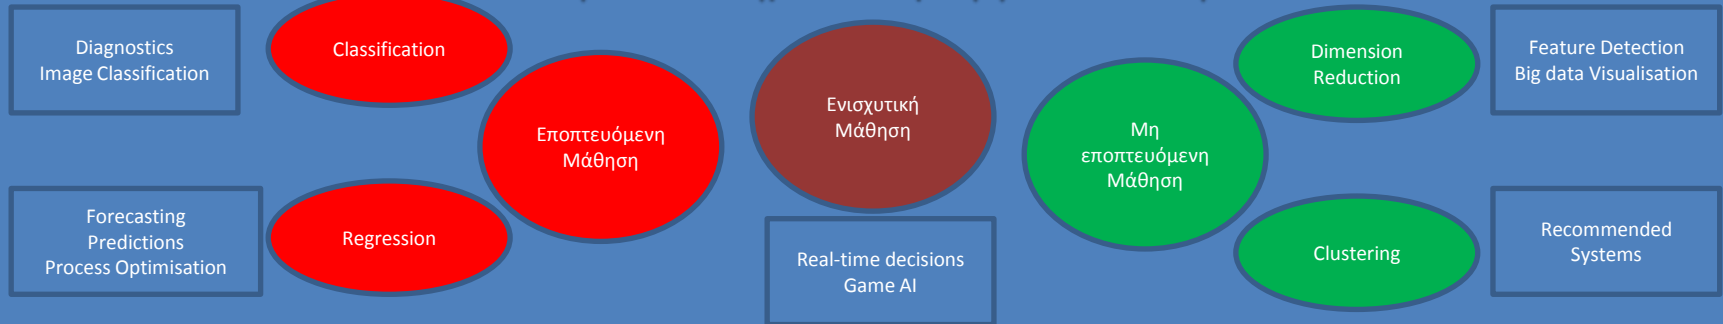 Diagnostics
Image Classification
Classification
Εποπτευόμενη
Μάθηση
Forecasting
Predictions
Process Optimisation
Regression
Ενισχυτική
Μάθηση
Real-time decisions
Game AI
Μη
εποπτευόμενη
Μάθηση
Dimension
Reduction
Feature Detection
Big data Visualisation
Clustering
Recommended
Systems